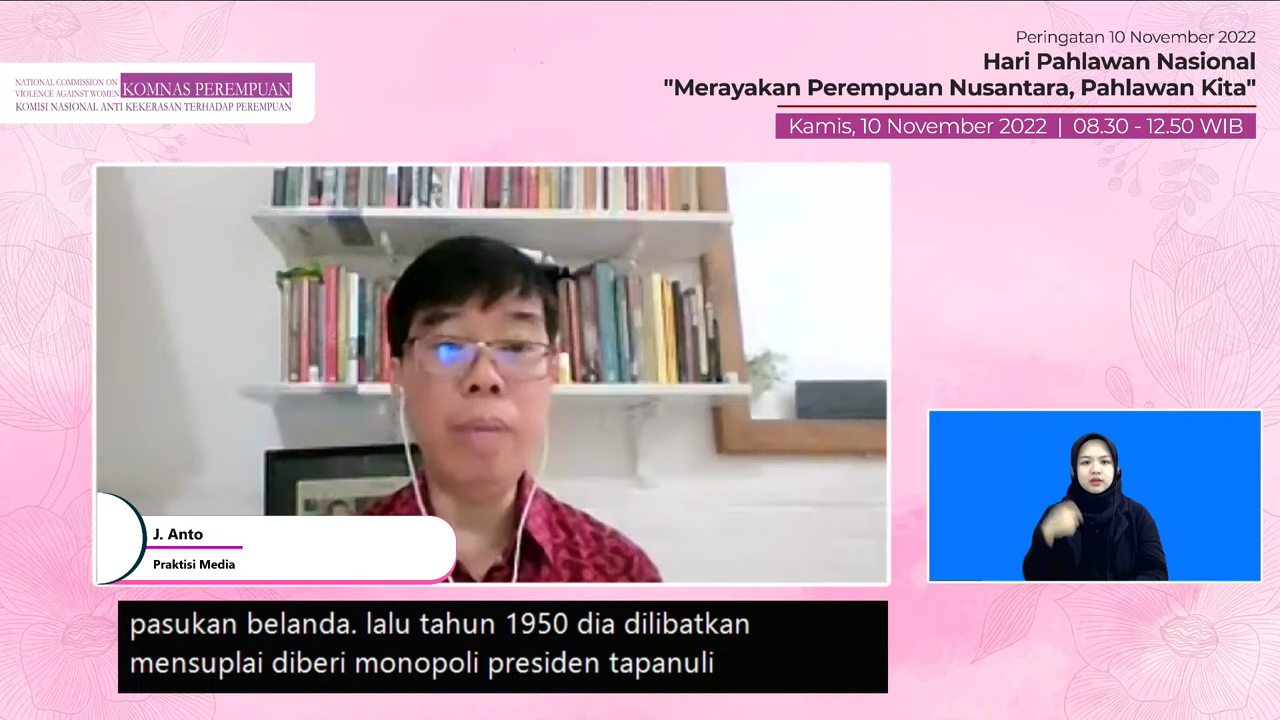 Peringatan 10 November 2022
Hari Pahlawan Nasional
"Merayakan Perempuan Nusantara, Pahlawan Kita"
Kamis, 10 November 2022 | 08.30 - 12.50 WIB
NATIONAL COMMISSION ON
VIOLENCE AGAINST WOMEN
KOMNAS PEREMPUAN
KOMISI NASIONAL ANTI KEKERASAN TERHADAP PEREMPUAN
J. Anto
Praktisi Media
pasukan belanda. lalu tahun 1950 dia dilibatkan
mensuplai diberi monopoli presiden tapanuli